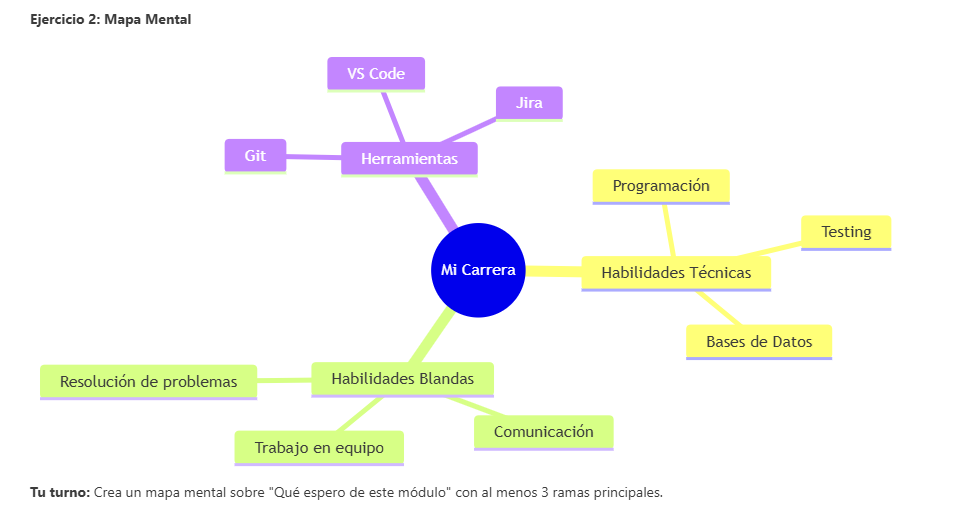 Ejercicio 2: Mapa Mental
VS Code
Jira
Git
Herramientas
Programación
Testing
Mi Carrera
Habilidades Técnicas
Bases de Datos
Resolución de problemas
Habilidades Blandas
Comunicación
Trabajo en equipo
Tu turno: Crea un mapa mental sobre "Qué espero de este módulo" con al menos 3 ramas principales.